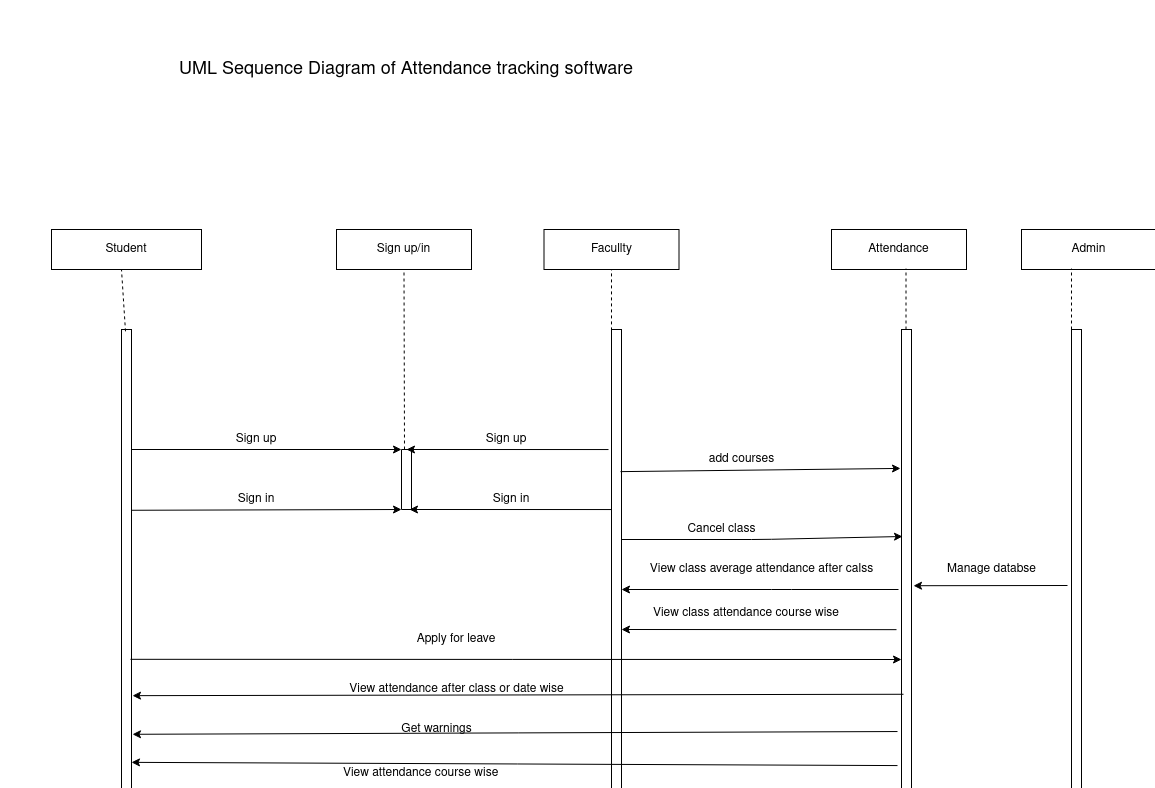 UML Sequence Diagram of Attendance tracking software
Student
Sign up/in
Facullty
Attendance
Admin
Sign up
Sign up
add courses
Sign in
Sign in
Cancel class
View class average attendance after calss
Manage databse
View class attendance course wise
Apply for leave
View attendance after class or date wise
Get warnings
View attendance course wise